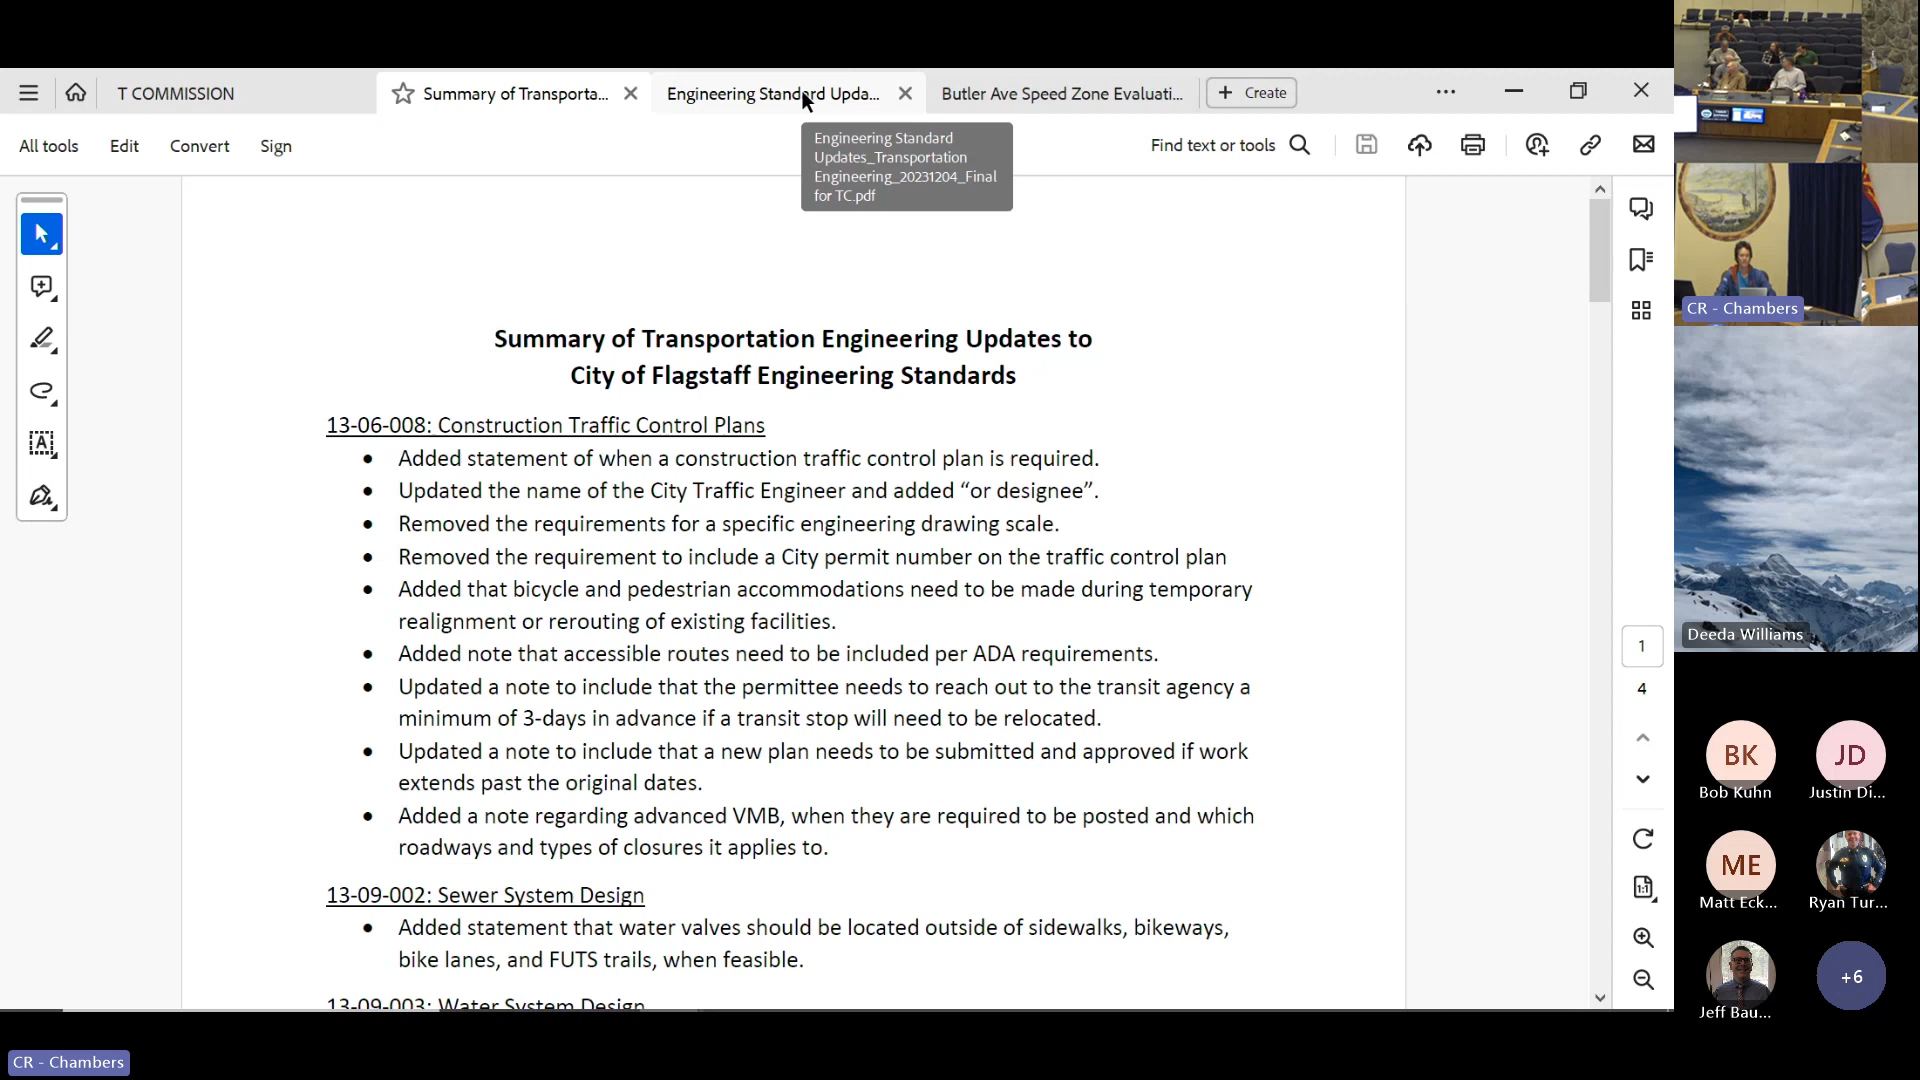 T COMMISSION
Summary of Transporta...
Engineering Standard Upda...
Butler Ave Speed Zone Evaluati...
Create
All tools
Edit
Convert
Sign
Find text or tools
Engineering Standard
Updates_Transportation
Engineering_20231204_Final
for TC.pdf
Summary of Transportation Engineering Updates to
City of Flagstaff Engineering Standards
13-06-008: Construction Traffic Control Plans
• Added statement of when a construction traffic control plan is required.
• Updated the name of the City Traffic Engineer and added “or designee”.
• Removed the requirements for a specific engineering drawing scale.
• Removed the requirement to include a City permit number on the traffic control plan
• Added that bicycle and pedestrian accommodations need to be made during temporary
realignment or rerouting of existing facilities.
• Added note that accessible routes need to be included per ADA requirements.
• Updated a note to include that the permittee needs to reach out to the transit agency a
minimum of 3-days in advance if a transit stop will need to be relocated.
• Updated a note to include that a new plan needs to be submitted and approved if work
extends past the original dates.
• Added a note regarding advanced VMB, when they are required to be posted and which
roadways and types of closures it applies to.
13-09-002: Sewer System Design
• Added statement that water valves should be located outside of sidewalks, bikeways,
bike lanes, and FUTS trails, when feasible.
13-09-003: Water System Design
1
4
CR - Chambers
Deeda Williams
BK
JD
Bob Kuhn
Justin Di...
ME
Matt Eck...
Ryan Tur...
+6
Jeff Bau...
CR - Chambers